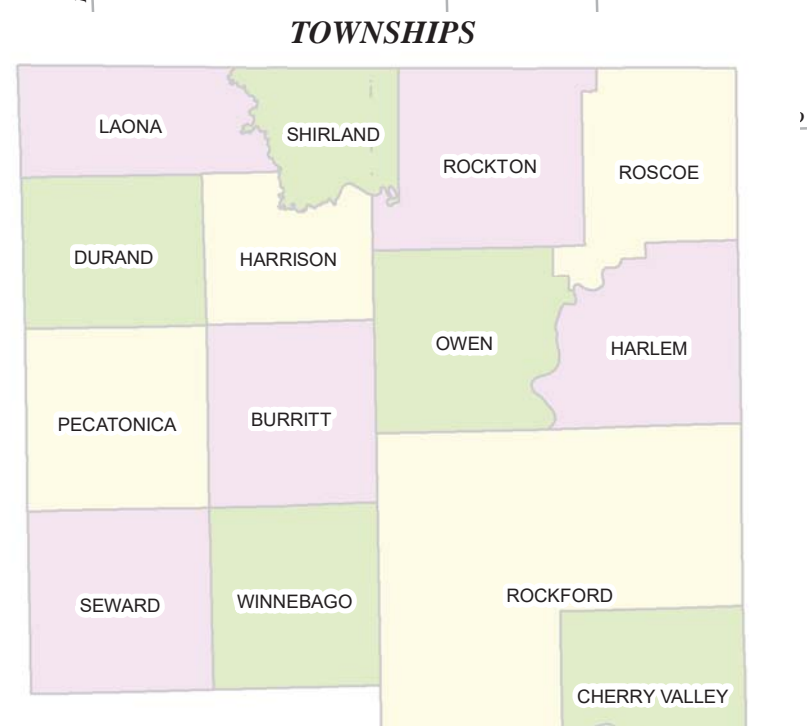 TOWNSHIPS
LAONA
SHIRLAND
ROCKTON
ROSCOE
DURAND
HARRISON
OWEN
HARLEM
PECATONICA
BURRITT
SEWARD
WINNEBAGO
ROCKFORD
CHERRY VALLEY